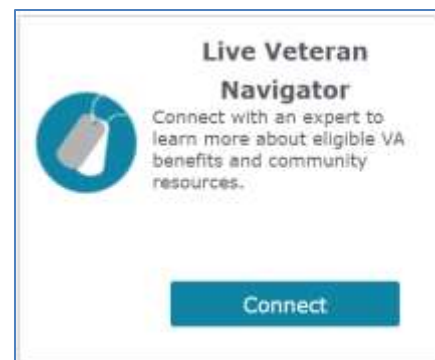 Live Veteran
Navigator
Connect with an expert to
learn more about eligible VA
benefits and community
resources.
Connect